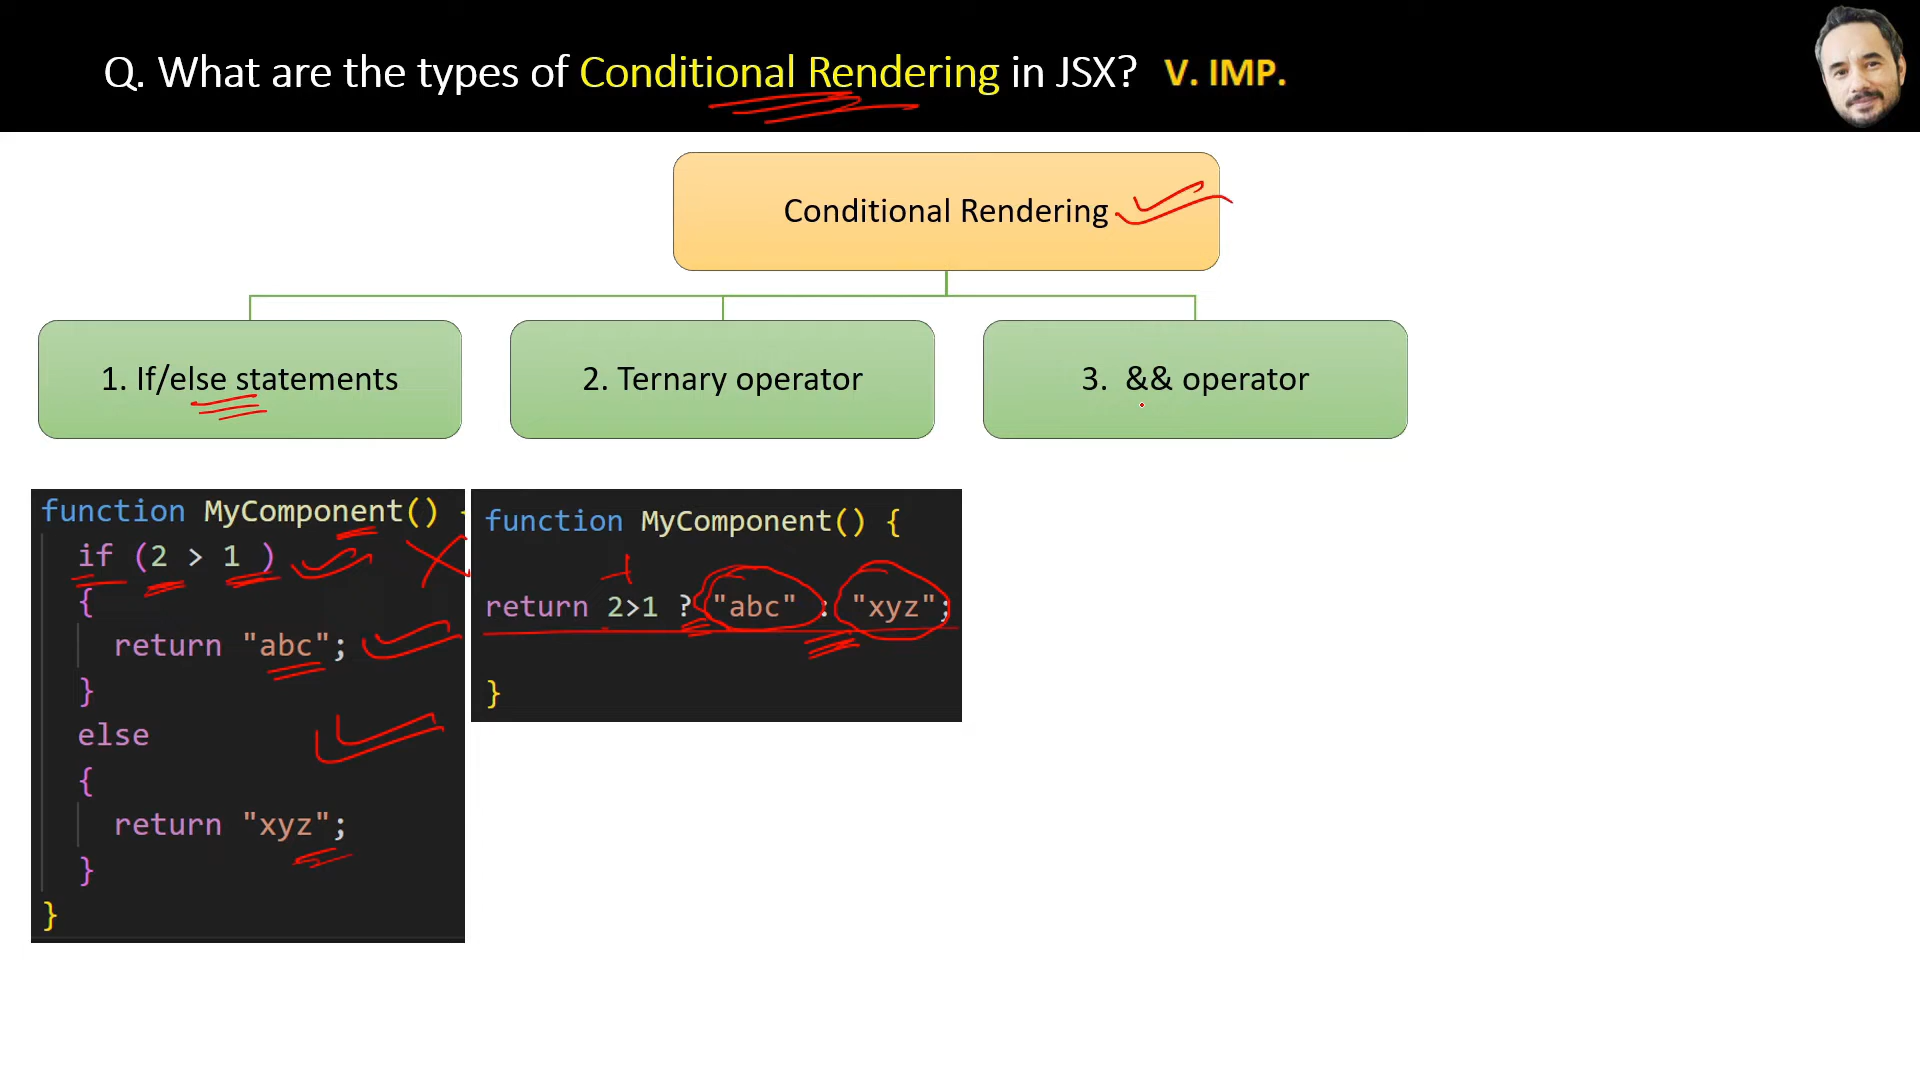 Q. What are the types of Conditional Rendering in JSX? V. IMP.
Conditional Rendering
1. If/else statements
2. Ternary operator
3. && operator
function MyComponent() {
if (2 > 1 )
{
return "abc";
}
else
{
return "xyz";
}
}
function MyComponent() {
return 2>1 ? "abc" : "xyz";
}